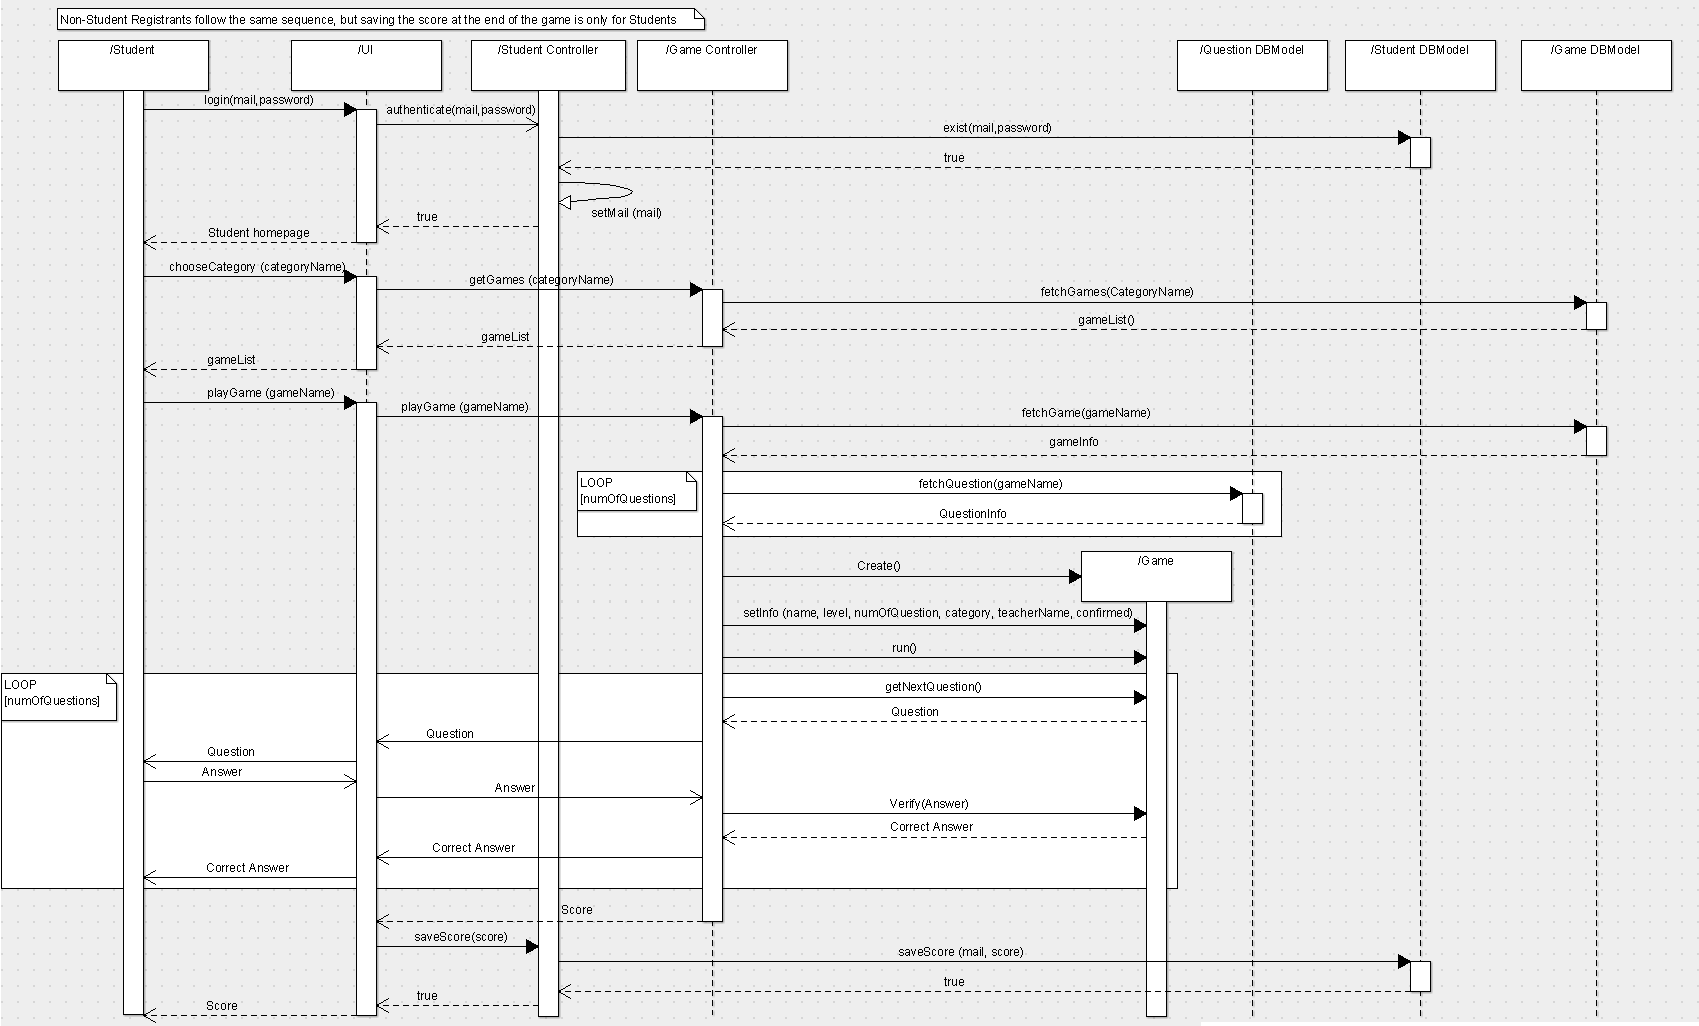 Non-Student Registrants follow the same sequence, but saving the score at the end of the game is only for Students
/Student
/UI
/Student Controller
/Game Controller
/Question DBModel
/Student DBModel
/Game DBModel
login(mail,password)
authenticate(mail,password)
exist(mail,password)
true
setMail (mail)
true
Student homepage
chooseCategory (categoryName)
getGames (categoryName)
fetchGames(CategoryName)
gameList()
gameList
gameList
playGame (gameName)
playGame (gameName)
fetchGame(gameName)
gameInfo
LOOP
[numOfQuestions]
fetchQuestion(gameName)
QuestionInfo
Create()
/Game
setInfo (name, level, numOfQuestion, category, teacherName, confirmed)
run()
LOOP
[numOfQuestions]
getNextQuestion()
Question
Question
Question
Answer
Answer
Verify(Answer)
Correct Answer
Correct Answer
Correct Answer
Score
saveScore(score)
saveScore (mail, score)
true
true
Score